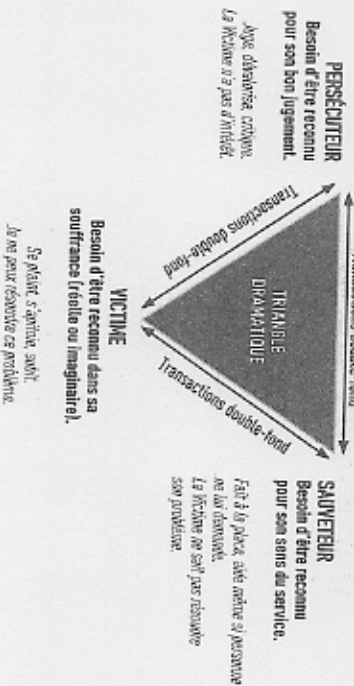 PERSÉCUTEUR
Besoin d'être reconnu
pour son bon jugement.
Juge, dévalorise, critique.
La Victime n'a pas d'intérêt.
SAUVETEUR
Besoin d'être reconnu
pour son sens du service.
Fait à la place, aide même si personne
ne lui demande.
La Victime ne sait pas résoudre
son problème.
Transactions double-fond
TRIANGLE
DRAMATIQUE
Transactions double-fond
VICTIME
Besoin d'être reconnu dans sa
souffrance (réelle ou imaginaire).
Se plaint, s'apitoie, subit.
Je ne peux résoudre ce problème.